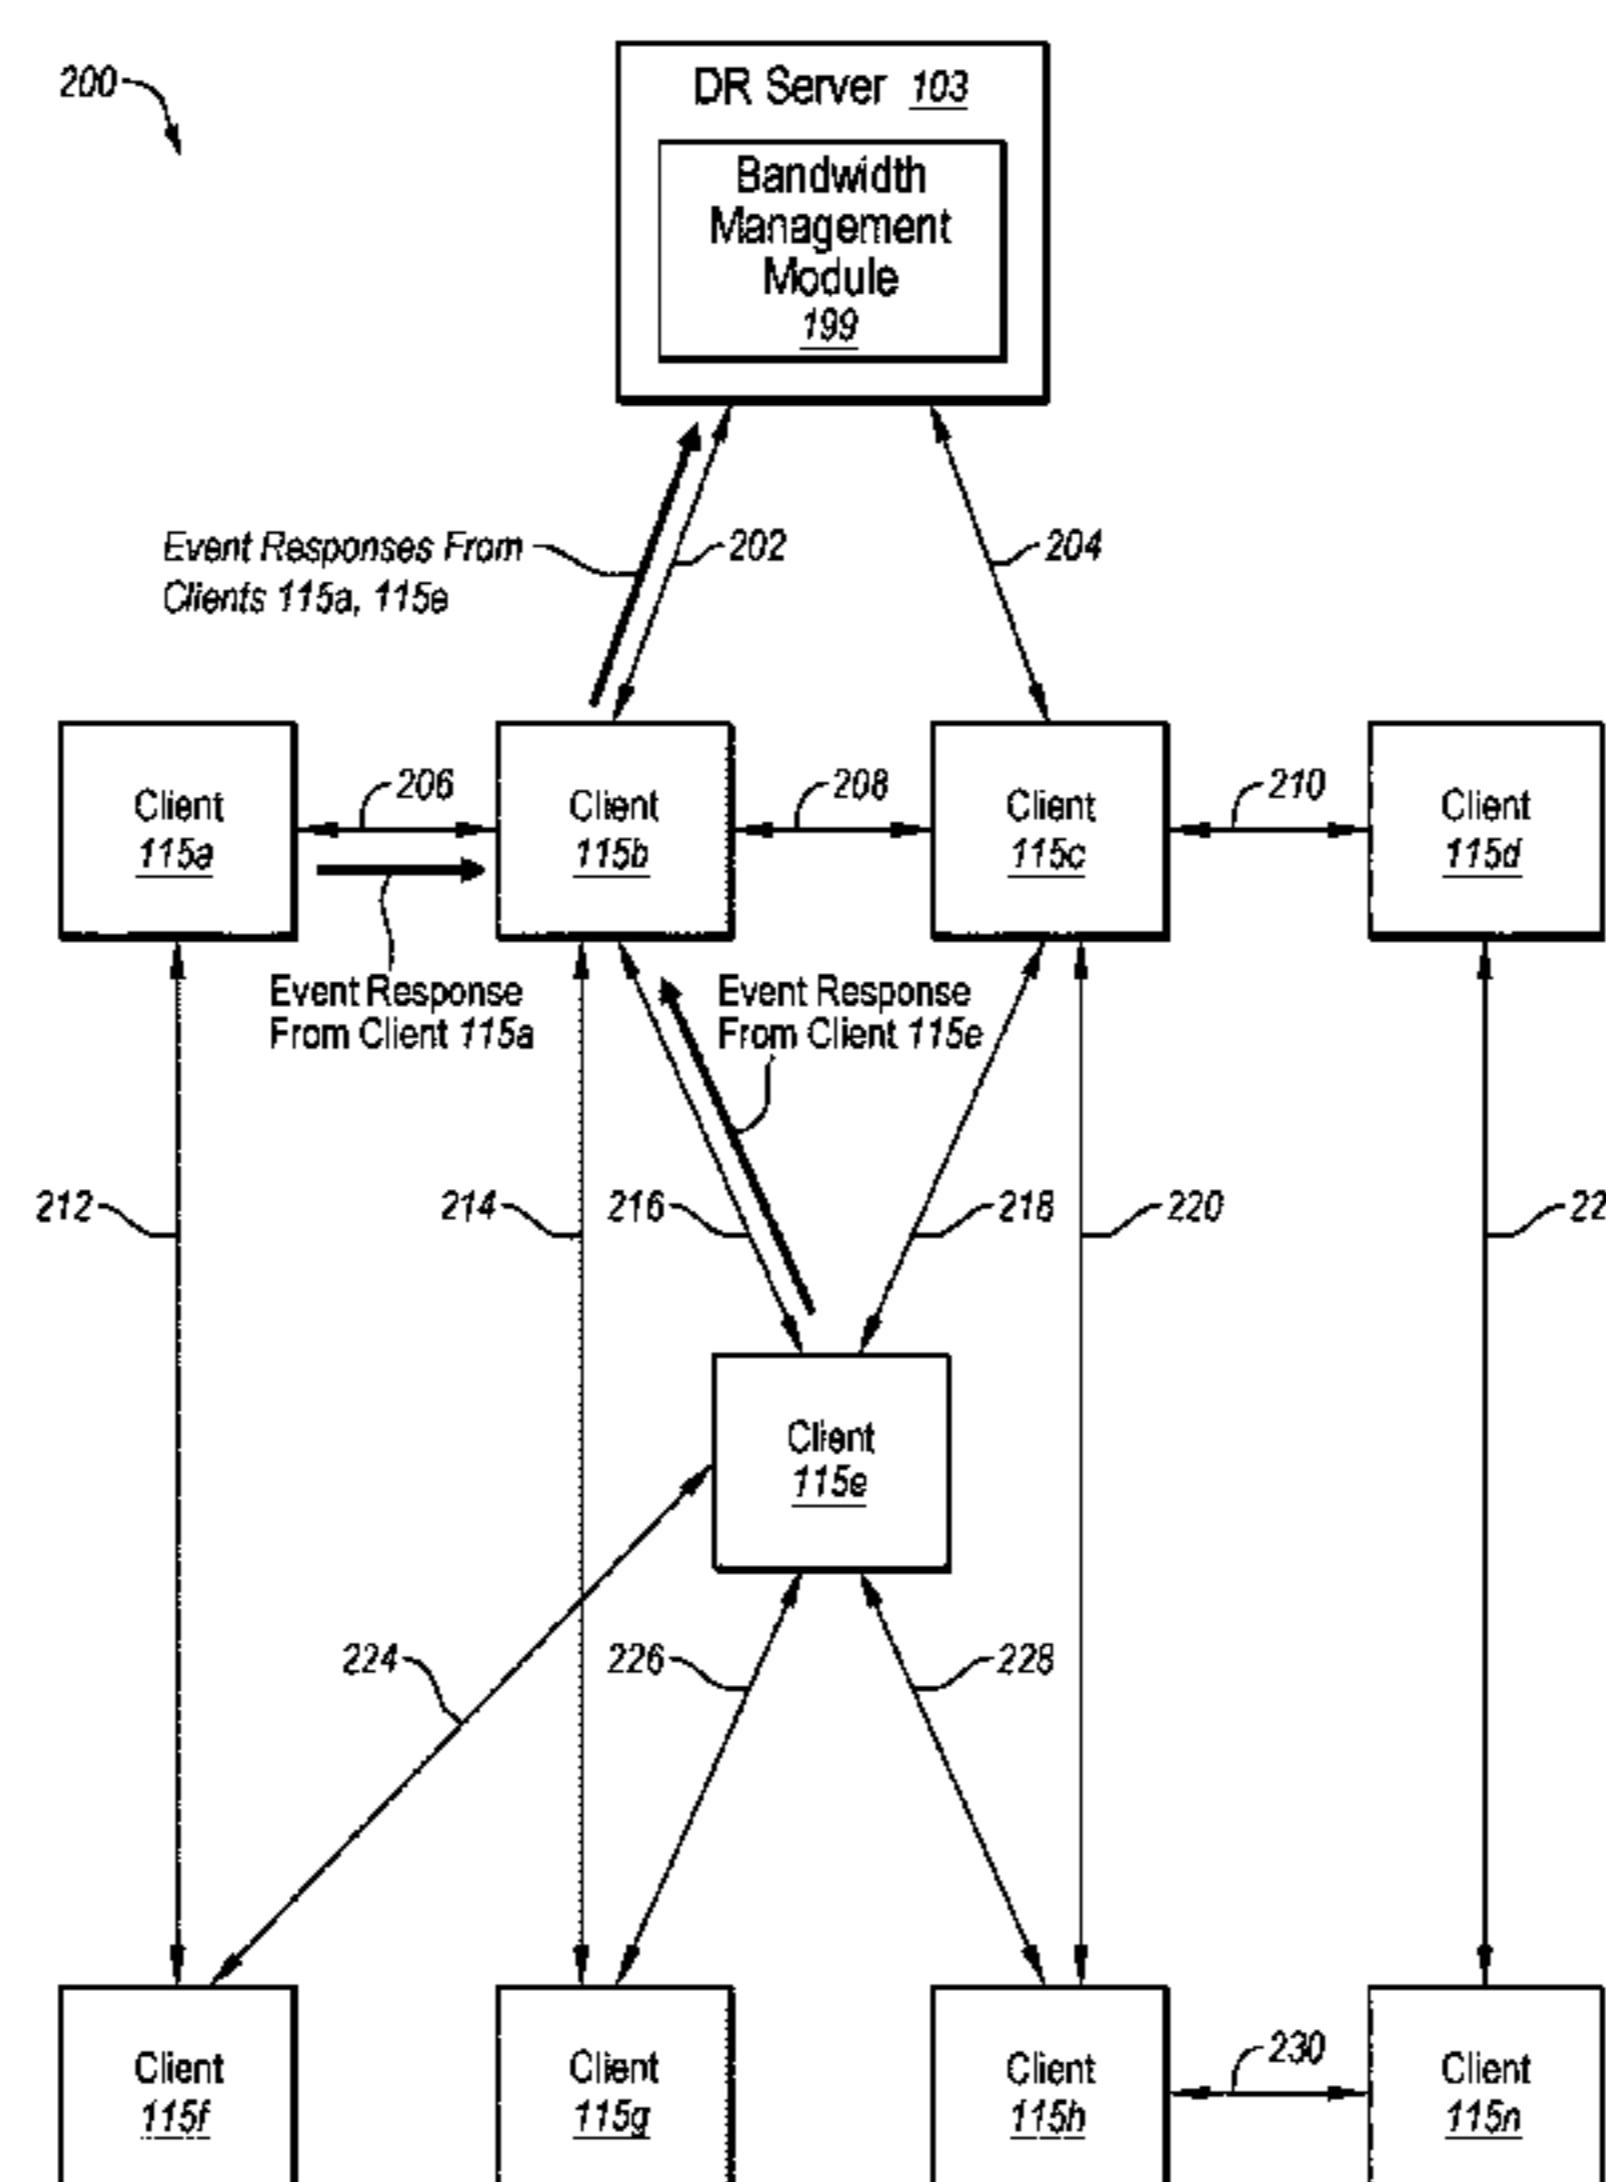 200
DR Server 103
Bandwidth
Management
Module
199
Event Responses From
Clients 115a, 115e
202
204
206
208
210
Client
115a
Client
115b
Client
115c
Client
115d
Event Response
From Client 115a
Event Response
From Client 115e
212
214
216
218
220
22
Client
115e
224
226
228
230
Client
115f
Client
115g
Client
115h
Client
115n